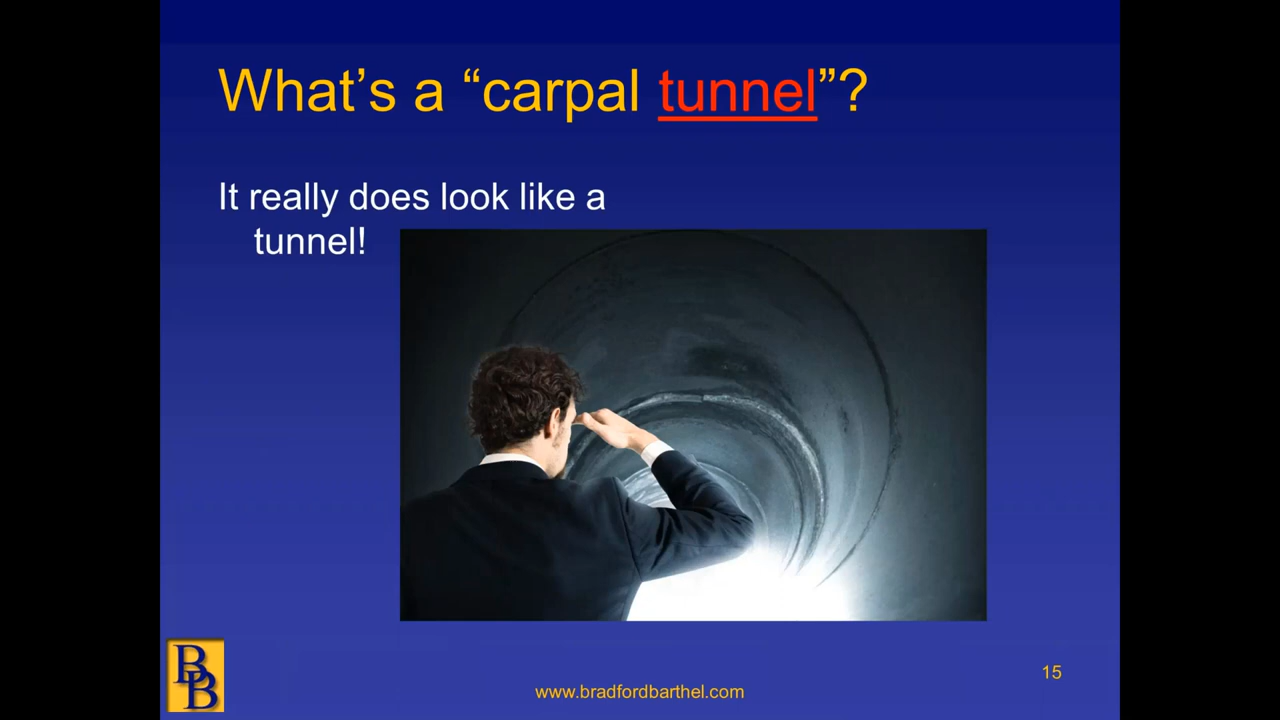 What’s a “carpal tunnel”?
It really does look like a
tunnel!
BB
www.bradfordbarthel.com
15